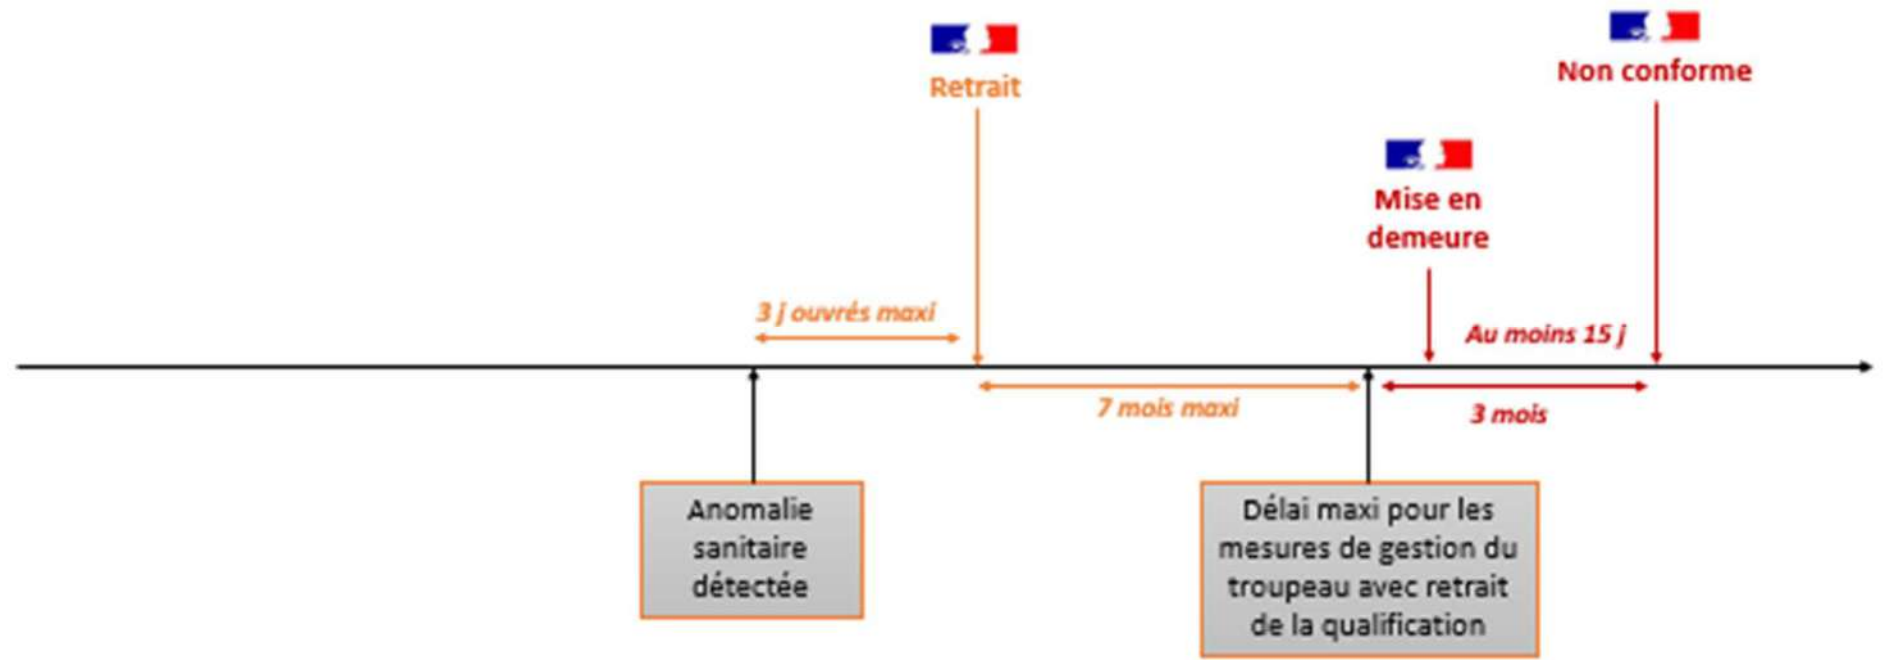 Retrait
Non conforme
Mise en
demeure
3 j ouvrés maxi
Au moins 15 j
7 mois maxi
3 mois
Anomalie
sanitaire
détectée
Délai maxi pour les
mesures de gestion du
troupeau avec retrait
de la qualification